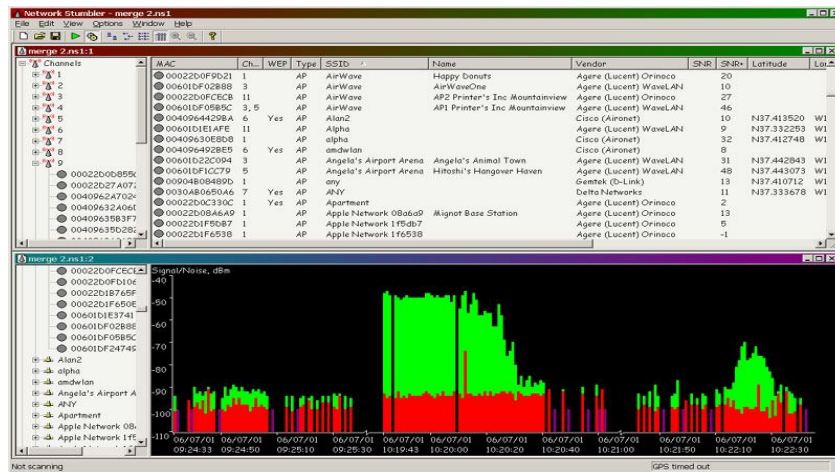 Network Stumbler - merge 2.ns1
File Edit View Options Window Help
merge 2.ns1:1
Channels
1
2
3
4
5
6
7
8
9
00022D0D855
00022D27A07
0040962A702
00409632A06
00409635B3F7
00409635D28
MAC Ch... WEP Type SSID Name Vendor SNR SNR+ Latitude
00022D0F9D21 1 AP AirWave Happy Donuts Agere (Lucent) Orinoco 20
00601DF02B88 3 AP AirWave AirWaveOne Agere (Lucent) WaveLAN 10
00022D0FCECB 11 AP AirWave AP2 Printer's Inc Mountainview Agere (Lucent) Orinoco 27
00601DF05B5C 3, 5 AP AirWave AP1 Printer's Inc Mountainview Agere (Lucent) WaveLAN 46
0040964429BA 6 Yes AP Alan2 Cisco (Aironet) 10 N37.413520 W1
00601D1E1AFE 11 AP Alpha Agere (Lucent) WaveLAN 9 N37.332253 W1
00409630E8D8 1 AP alpha Cisco (Aironet) 32 N37.412748 W1
0040964928E5 6 Yes AP amdwlan Cisco (Aironet) 8
00601D22C094 3 AP Angela's Airport Arena Angela's Animal Town Agere (Lucent) WaveLAN 31 N37.442843 W1
00601DF1CC79 5 AP Angela's Airport Arena Hitoshi's Hangover Haven Agere (Lucent) WaveLAN 48 N37.443073 W1
00904B08489D 1 AP any Gemtek (D-Link) 13 N37.410712 W1
0030AB0650A6 7 Yes AP ANY Delta Networks 11 N37.333678 W1
00022D0C330C 1 Yes AP Apartment Agere (Lucent) Orinoco 2
00022D08A6A9 1 AP Apple Network 08a6a9 Mignot Base Station Agere (Lucent) Orinoco 13
00022D1F5DB7 1 AP Apple Network 1f5db7 Agere (Lucent) Orinoco 5
00022D1F6538 1 AP Apple Network 1f6538 Agere (Lucent) Orinoco -1
merge 2.ns1:2
00022D0FCEC
00022D0FD10
00022D1B765F
00022D1F650E
00601D1E3741
00601DF02B88
00601DF05B5C
00601DF24749
Alan2
alpha
amdwlan
Angela's Airport A
ANY
Apartment
Apple Network 08
Apple Network 1f5
Signal/Noise, dBm
-40
-50
-60
-70
-80
-90
-100
-110
06/07/01 06/07/01 06/07/01 06/07/01 06/07/01 06/07/01 06/07/01 06/07/01 06/07/01 06/07/01 06/07/01 06/07/01
09:24:33 09:24:50 09:25:10 09:25:30 10:19:43 10:20:00 10:20:20 10:20:40 10:21:00 10:21:50 10:22:10 10:22:30
Not scanning
GPS timed out